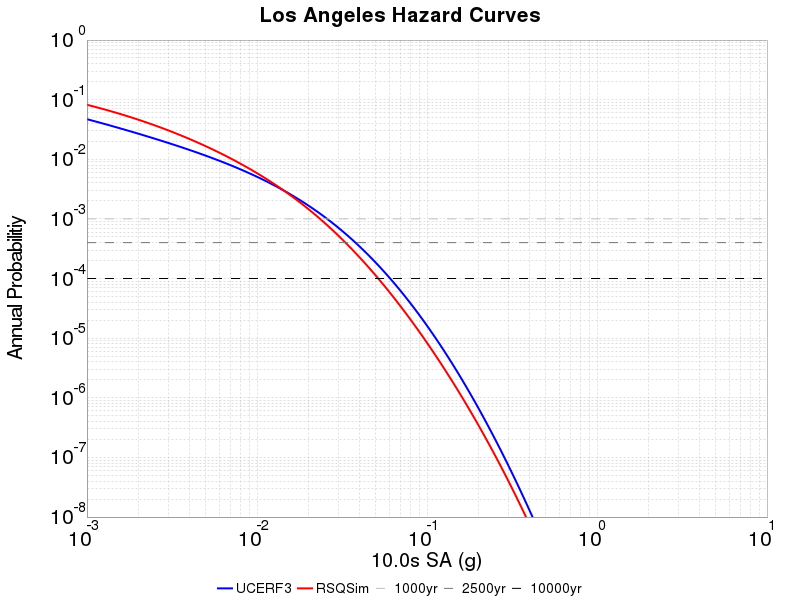 Los Angeles Hazard Curves
10^0
10^-1
10^-2
10^-3
10^-4
10^-5
10^-6
10^-7
10^-8
Annual Probabilitiy
10^-3 10^-2 10^-1 10^0 10^1
10.0s SA (g)
UCERF3 RSQSim 1000yr 2500yr 10000yr